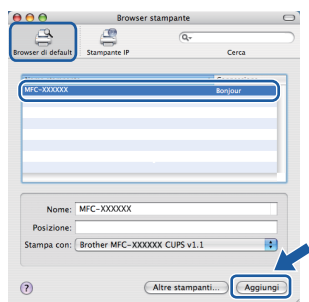 Browser stampante
Browser di default
Stampante IP
Cerca
MFC-XXXXXX
Bonjour
Nome: MFC-XXXXXX
Posizione:
Stampa con: Brother MFC-XXXXXX CUPS v1.1
?
Altre stampanti...
Aggiungi